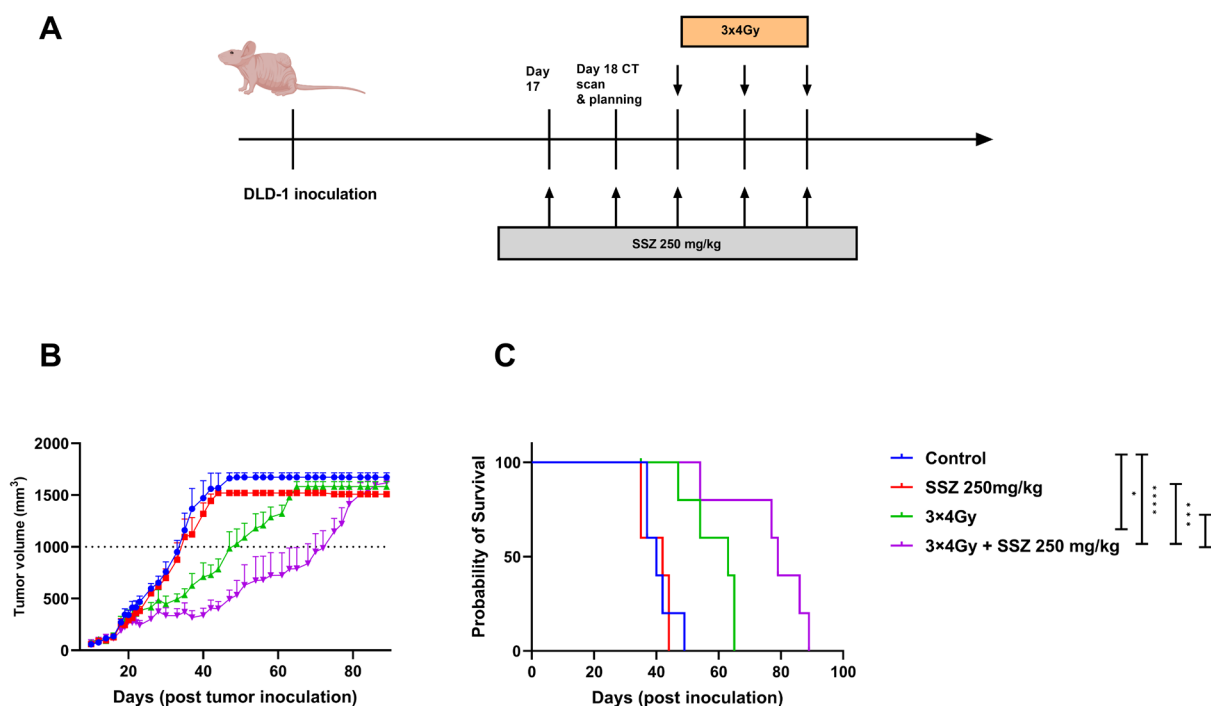 A
3x4Gy
Day
17
Day 18 CT
scan
& planning
DLD-1 inoculation
SSZ 250 mg/kg
B
Tumor volume (mm3)
2000
1500
1000
500
0
20
40
60
80
Days (post tumor inoculation)
C
Probability of Survival
100
50
0
0
20
40
60
80
100
Days (post inoculation)
Control
SSZ 250mg/kg
3×4Gy
3×4Gy + SSZ 250 mg/kg
*
****
***